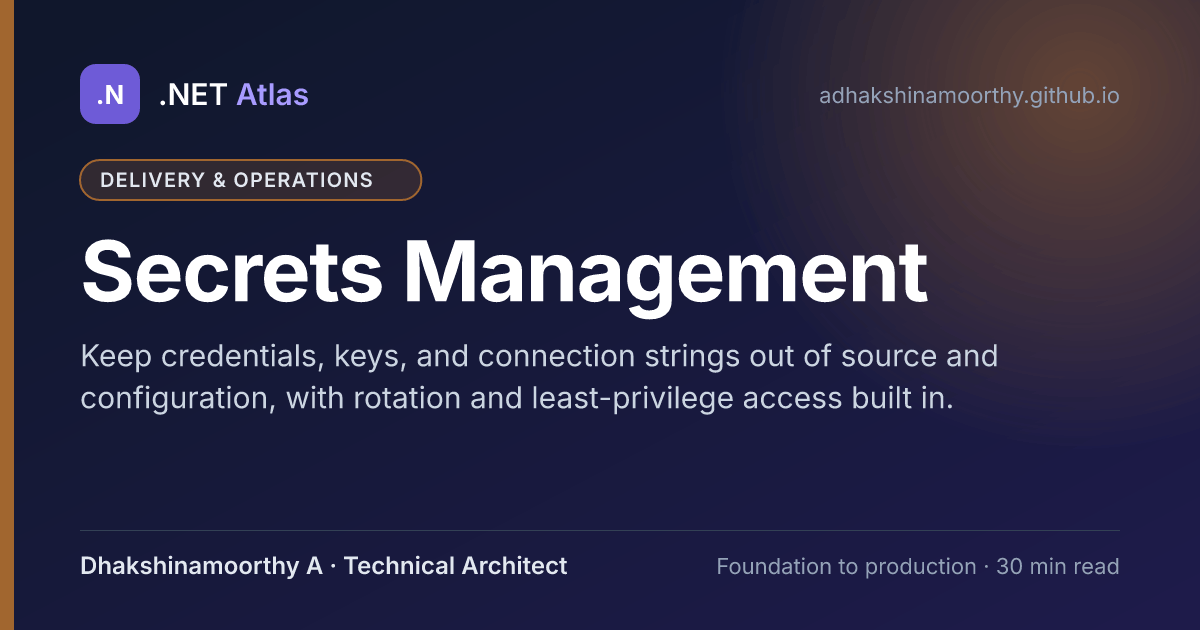 .N
.NET Atlas
adhakshinamoorthy.github.io
DELIVERY & OPERATIONS
Secrets Management
Keep credentials, keys, and connection strings out of source and
configuration, with rotation and least-privilege access built in.
Dhakshinamoorthy A · Technical Architect
Foundation to production · 30 min read